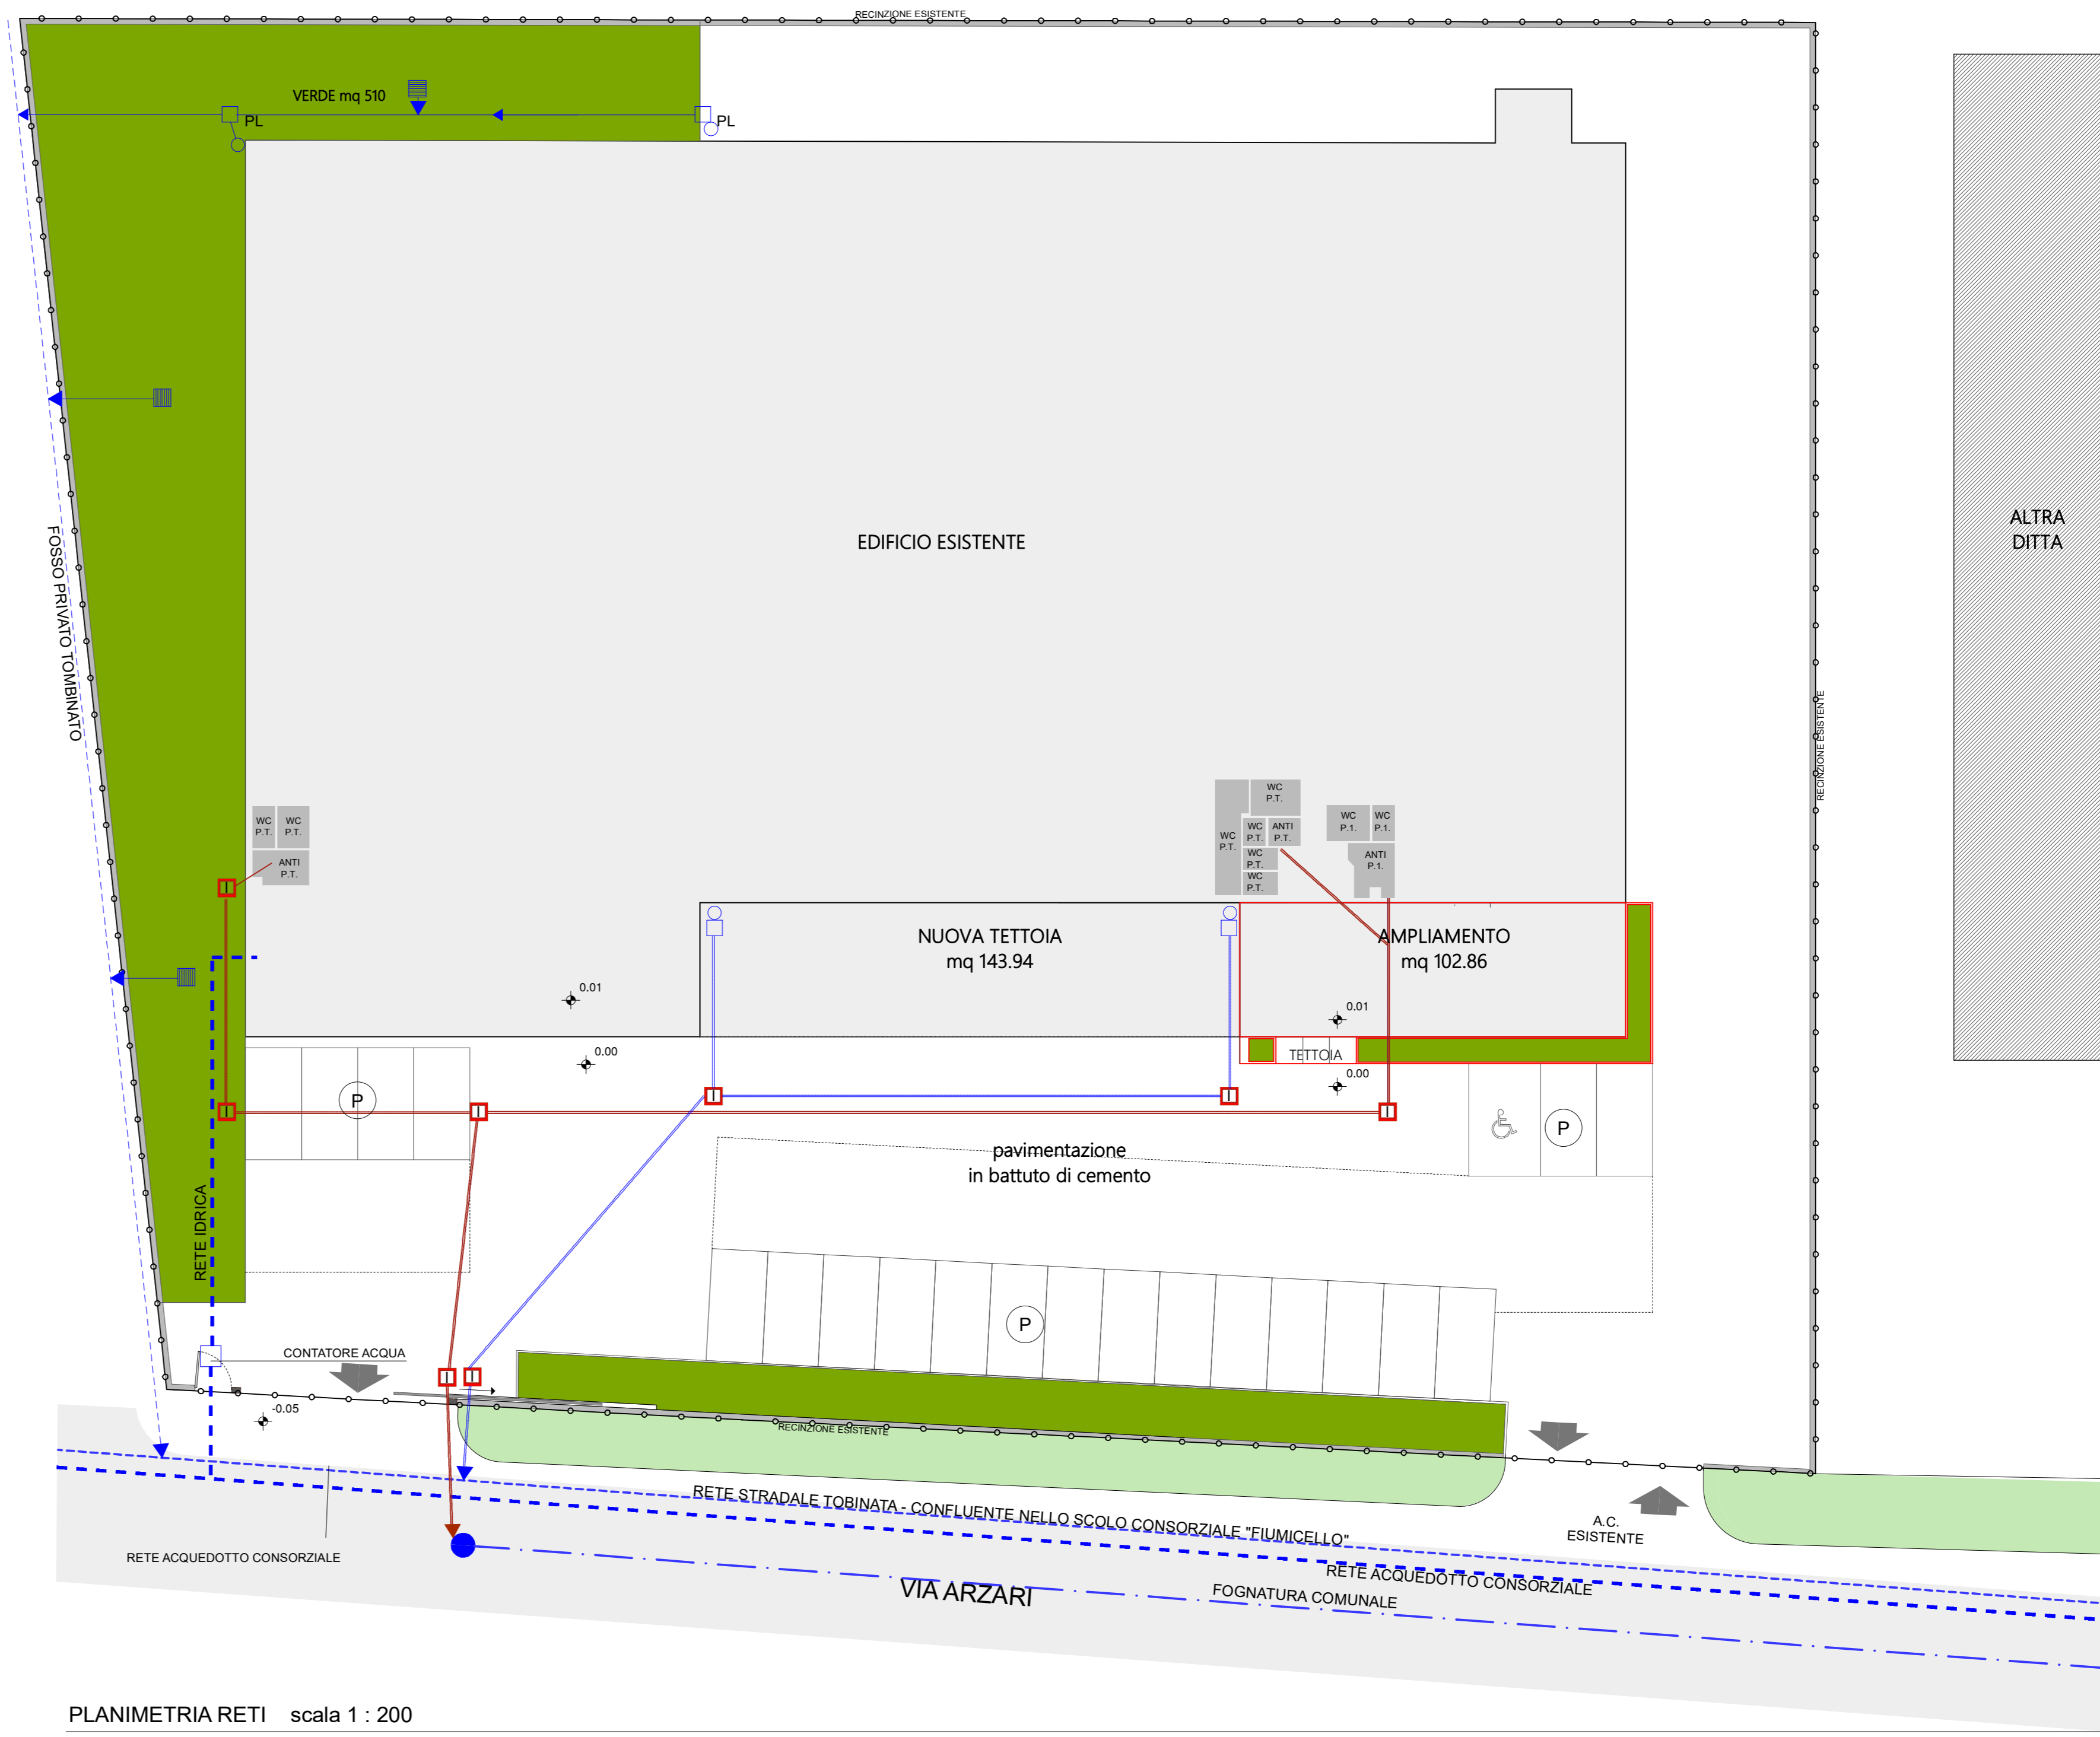 RECINZIONE ESISTENTE
VERDE mq 510
PL
PL
EDIFICIO ESISTENTE
ALTRA
DITTA
FOSSO PRIVATO TOMBINATO
RECINZIONE ESISTENTE
WC
P.T.
WC
P.T.
ANTI
P.T.
WC
P.T.
WC
P.T.
WC
P.T.
ANTI
P.T.
WC
P.T.
WC
P.T.
WC
P.1.
WC
P.1.
ANTI
P.1.
NUOVA TETTOIA
mq 143.94
AMPLIAMENTO
mq 102.86
0.01
0.01
0.00
TETTOIA
0.00
P
P
pavimentazione
in battuto di cemento
RETE IDRICA
P
CONTATORE ACQUA
-0.05
RECINZIONE ESISTENTE
RETE STRADALE TOBINATA - CONFLUENTE NELLO SCOLO CONSORZIALE "FIUMICELLO"
A.C.
ESISTENTE
RETE ACQUEDOTTO CONSORZIALE
RETE ACQUEDOTTO CONSORZIALE
VIA ARZARI
FOGNATURA COMUNALE
PLANIMETRIA RETI scala 1 : 200